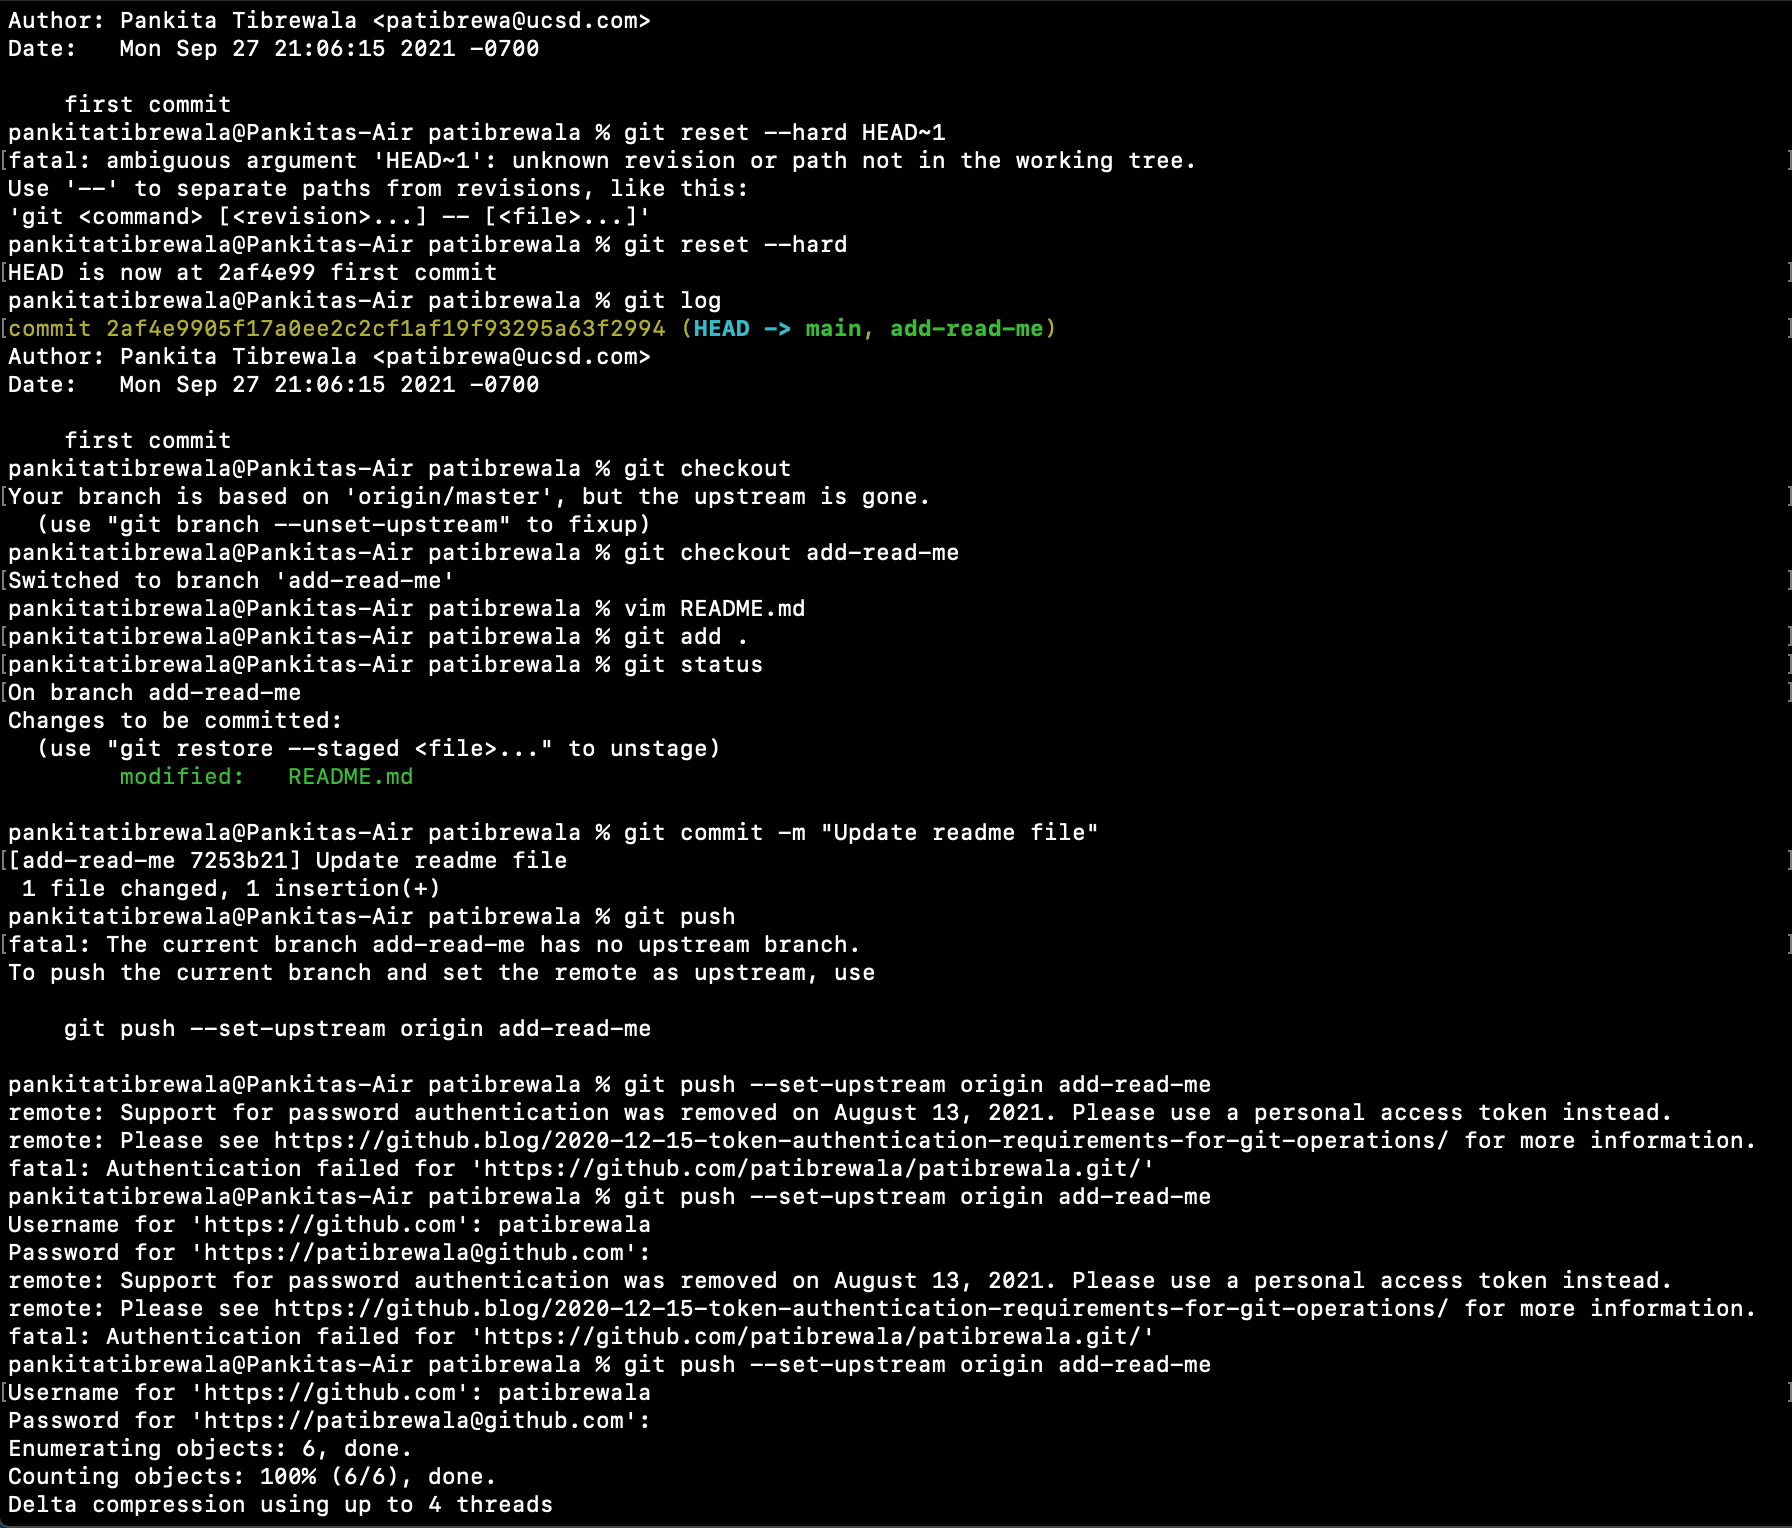 Author: Pankita Tibrewala <patibrewa@ucsd.com>
Date:   Mon Sep 27 21:06:15 2021 -0700

    first commit
pankitatibrewala@Pankitas-Air patibrewala % git reset --hard HEAD~1
[fatal: ambiguous argument 'HEAD~1': unknown revision or path not in the working tree. ]
Use '--' to separate paths from revisions, like this:
'git <command> [<revision>...] -- [<file>...]'
pankitatibrewala@Pankitas-Air patibrewala % git reset --hard
[HEAD is now at 2af4e99 first commit ]
pankitatibrewala@Pankitas-Air patibrewala % git log
[commit 2af4e9905f17a0ee2c2cf1af19f93295a63f2994 (HEAD -> main, add-read-me) ]
Author: Pankita Tibrewala <patibrewa@ucsd.com>
Date:   Mon Sep 27 21:06:15 2021 -0700

    first commit
pankitatibrewala@Pankitas-Air patibrewala % git checkout
[Your branch is based on 'origin/master', but the upstream is gone. ]
  (use "git branch --unset-upstream" to fixup)
pankitatibrewala@Pankitas-Air patibrewala % git checkout add-read-me
[Switched to branch 'add-read-me' ]
pankitatibrewala@Pankitas-Air patibrewala % vim README.md
[pankitatibrewala@Pankitas-Air patibrewala % git add . ]
[pankitatibrewala@Pankitas-Air patibrewala % git status ]
[On branch add-read-me ]
Changes to be committed:
  (use "git restore --staged <file>..." to unstage)
        modified:   README.md

pankitatibrewala@Pankitas-Air patibrewala % git commit -m "Update readme file"
[[add-read-me 7253b21] Update readme file ]
 1 file changed, 1 insertion(+)
pankitatibrewala@Pankitas-Air patibrewala % git push
[fatal: The current branch add-read-me has no upstream branch. ]
To push the current branch and set the remote as upstream, use

    git push --set-upstream origin add-read-me

pankitatibrewala@Pankitas-Air patibrewala % git push --set-upstream origin add-read-me
remote: Support for password authentication was removed on August 13, 2021. Please use a personal access token instead.
remote: Please see https://github.blog/2020-12-15-token-authentication-requirements-for-git-operations/ for more information.
fatal: Authentication failed for 'https://github.com/patibrewala/patibrewala.git/'
pankitatibrewala@Pankitas-Air patibrewala % git push --set-upstream origin add-read-me
Username for 'https://github.com': patibrewala
Password for 'https://patibrewala@github.com':
remote: Support for password authentication was removed on August 13, 2021. Please use a personal access token instead.
remote: Please see https://github.blog/2020-12-15-token-authentication-requirements-for-git-operations/ for more information.
fatal: Authentication failed for 'https://github.com/patibrewala/patibrewala.git/'
pankitatibrewala@Pankitas-Air patibrewala % git push --set-upstream origin add-read-me
[Username for 'https://github.com': patibrewala ]
Password for 'https://patibrewala@github.com':
Enumerating objects: 6, done.
Counting objects: 100% (6/6), done.
Delta compression using up to 4 threads